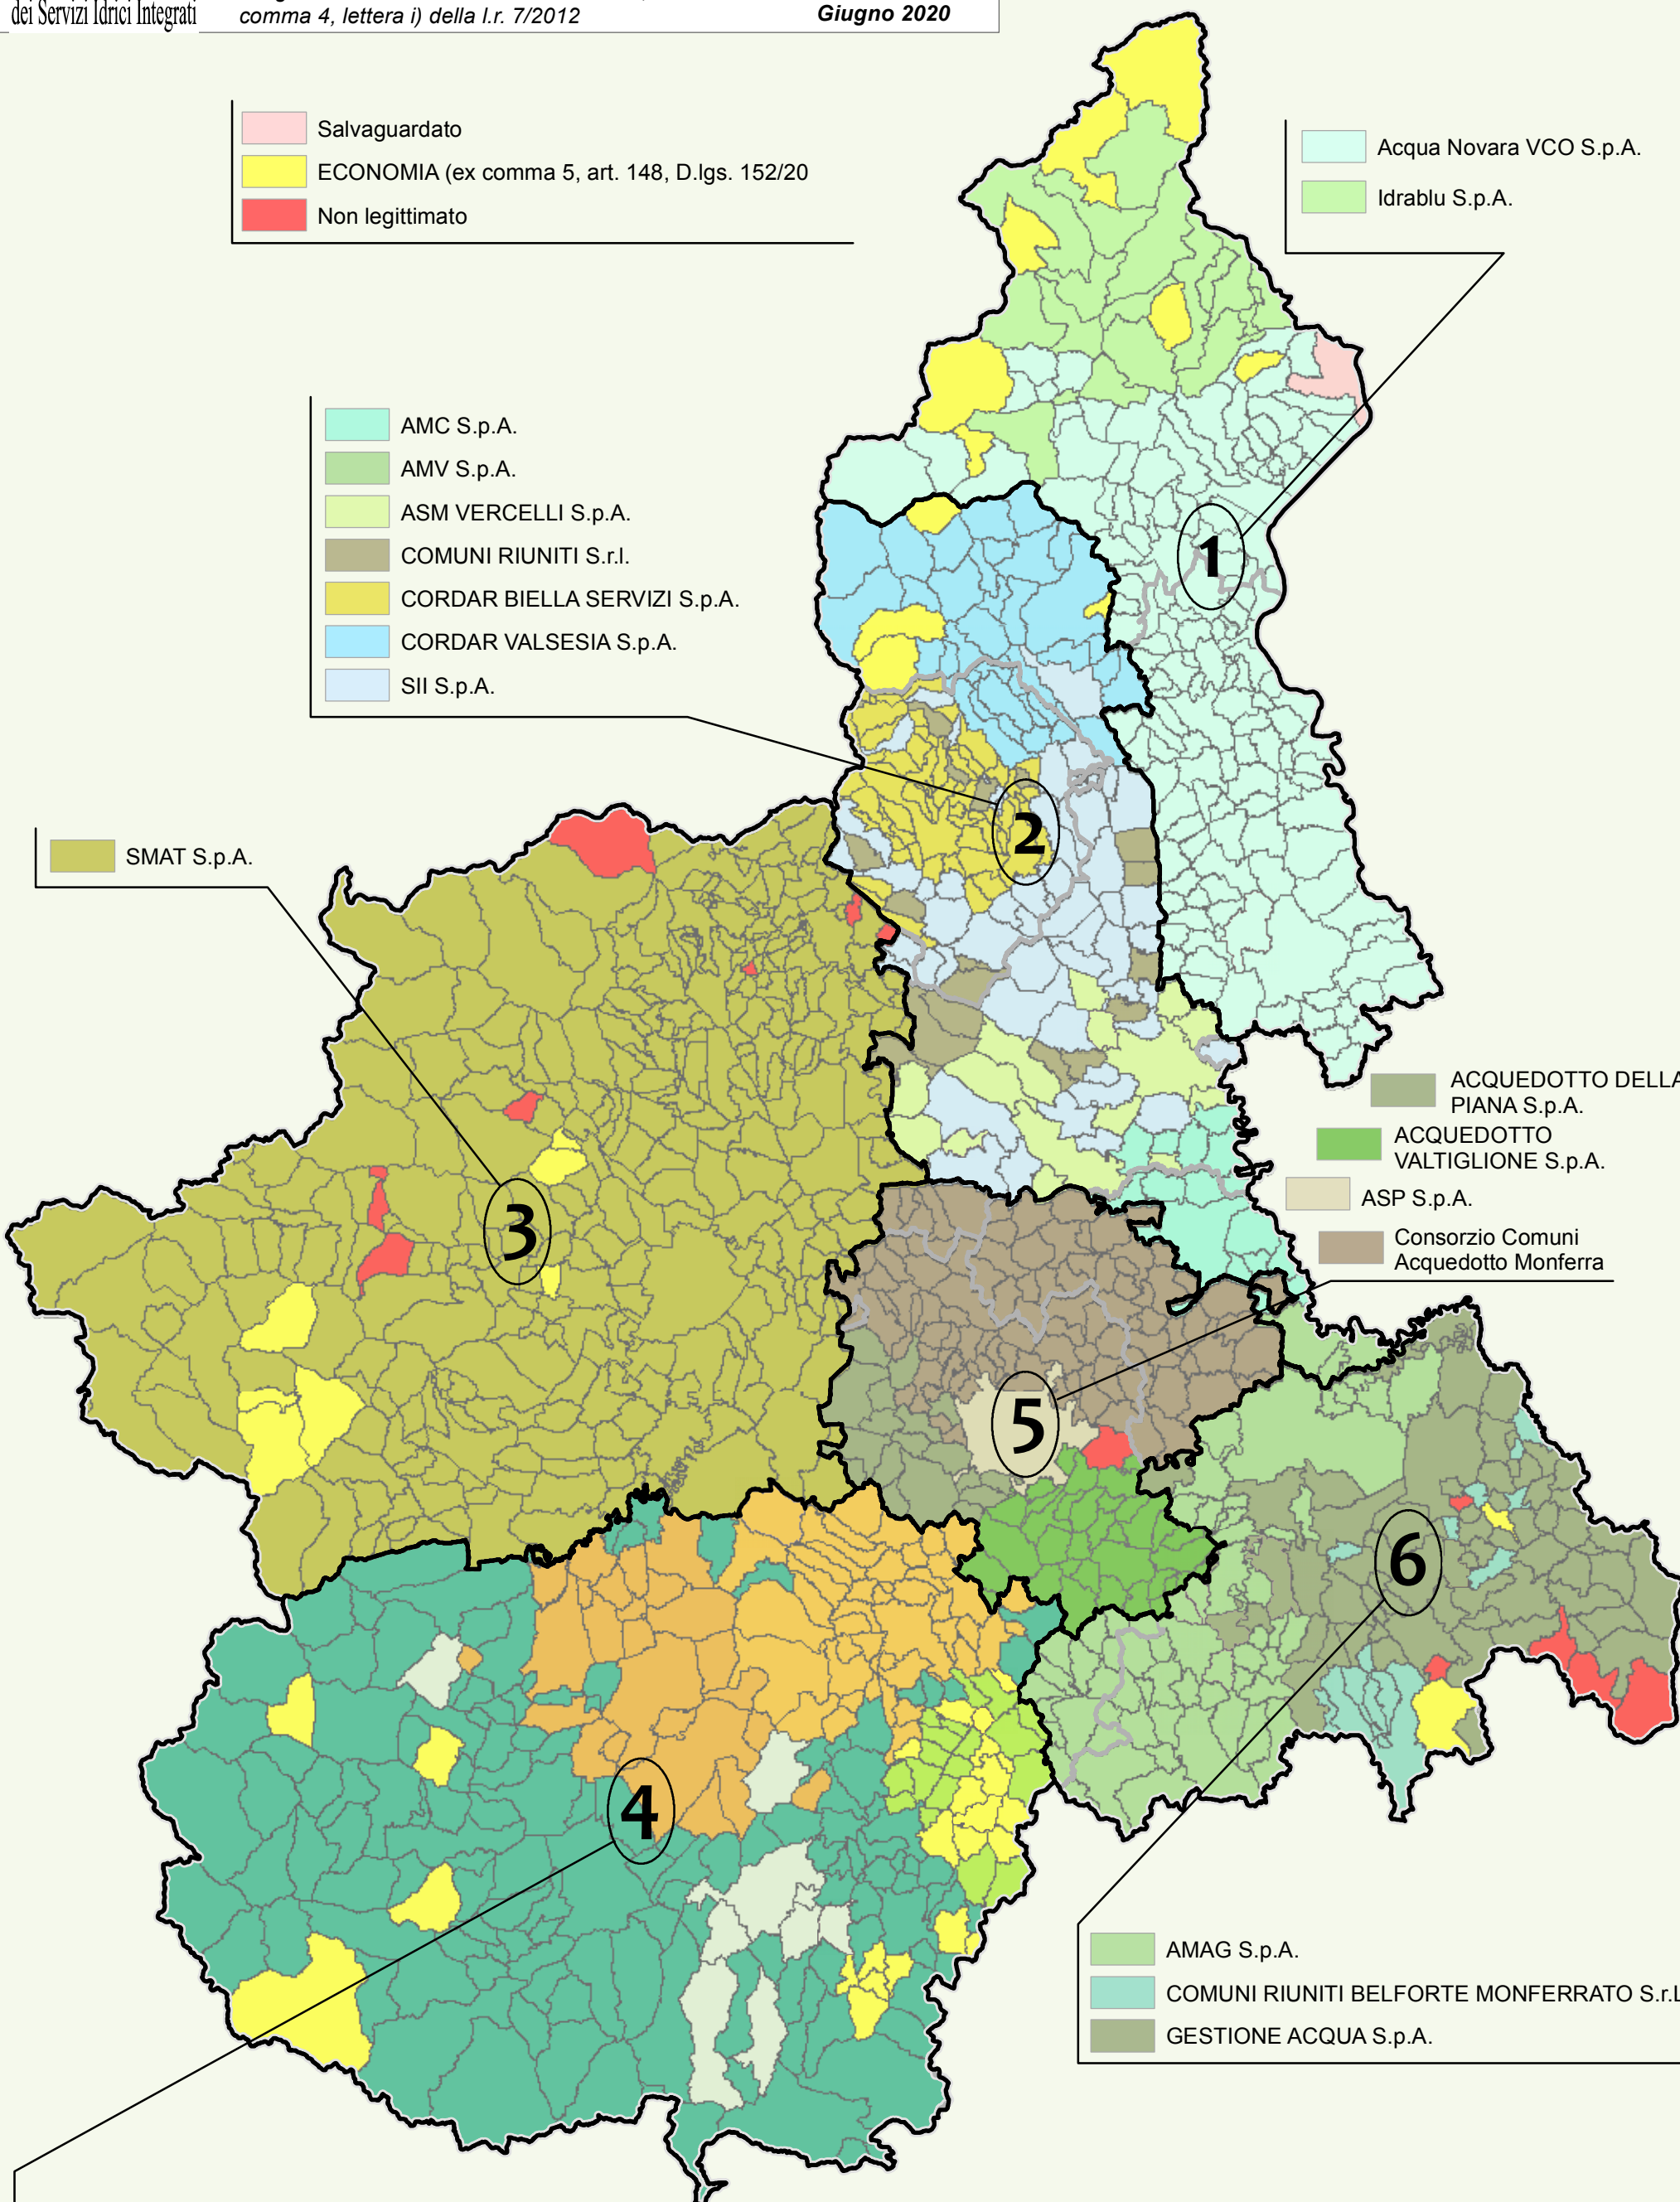 dei Servizi Idrici Integrati
comma 4, lettera i) della l.r. 7/2012
Giugno 2020
Salvaguardato
ECONOMIA (ex comma 5, art. 148, D.lgs. 152/20
Non legittimato
Acqua Novara VCO S.p.A.
Idrablu S.p.A.
AMC S.p.A.
AMV S.p.A.
ASM VERCELLI S.p.A.
COMUNI RIUNITI S.r.l.
CORDAR BIELLA SERVIZI S.p.A.
CORDAR VALSESIA S.p.A.
SII S.p.A.
1
2
SMAT S.p.A.
3
ACQUEDOTTO DELLA
PIANA S.p.A.
ACQUEDOTTO
VALTIGLIONE S.p.A.
ASP S.p.A.
Consorzio Comuni
Acquedotto Monferra
5
6
4
AMAG S.p.A.
COMUNI RIUNITI BELFORTE MONFERRATO S.r.L
GESTIONE ACQUA S.p.A.